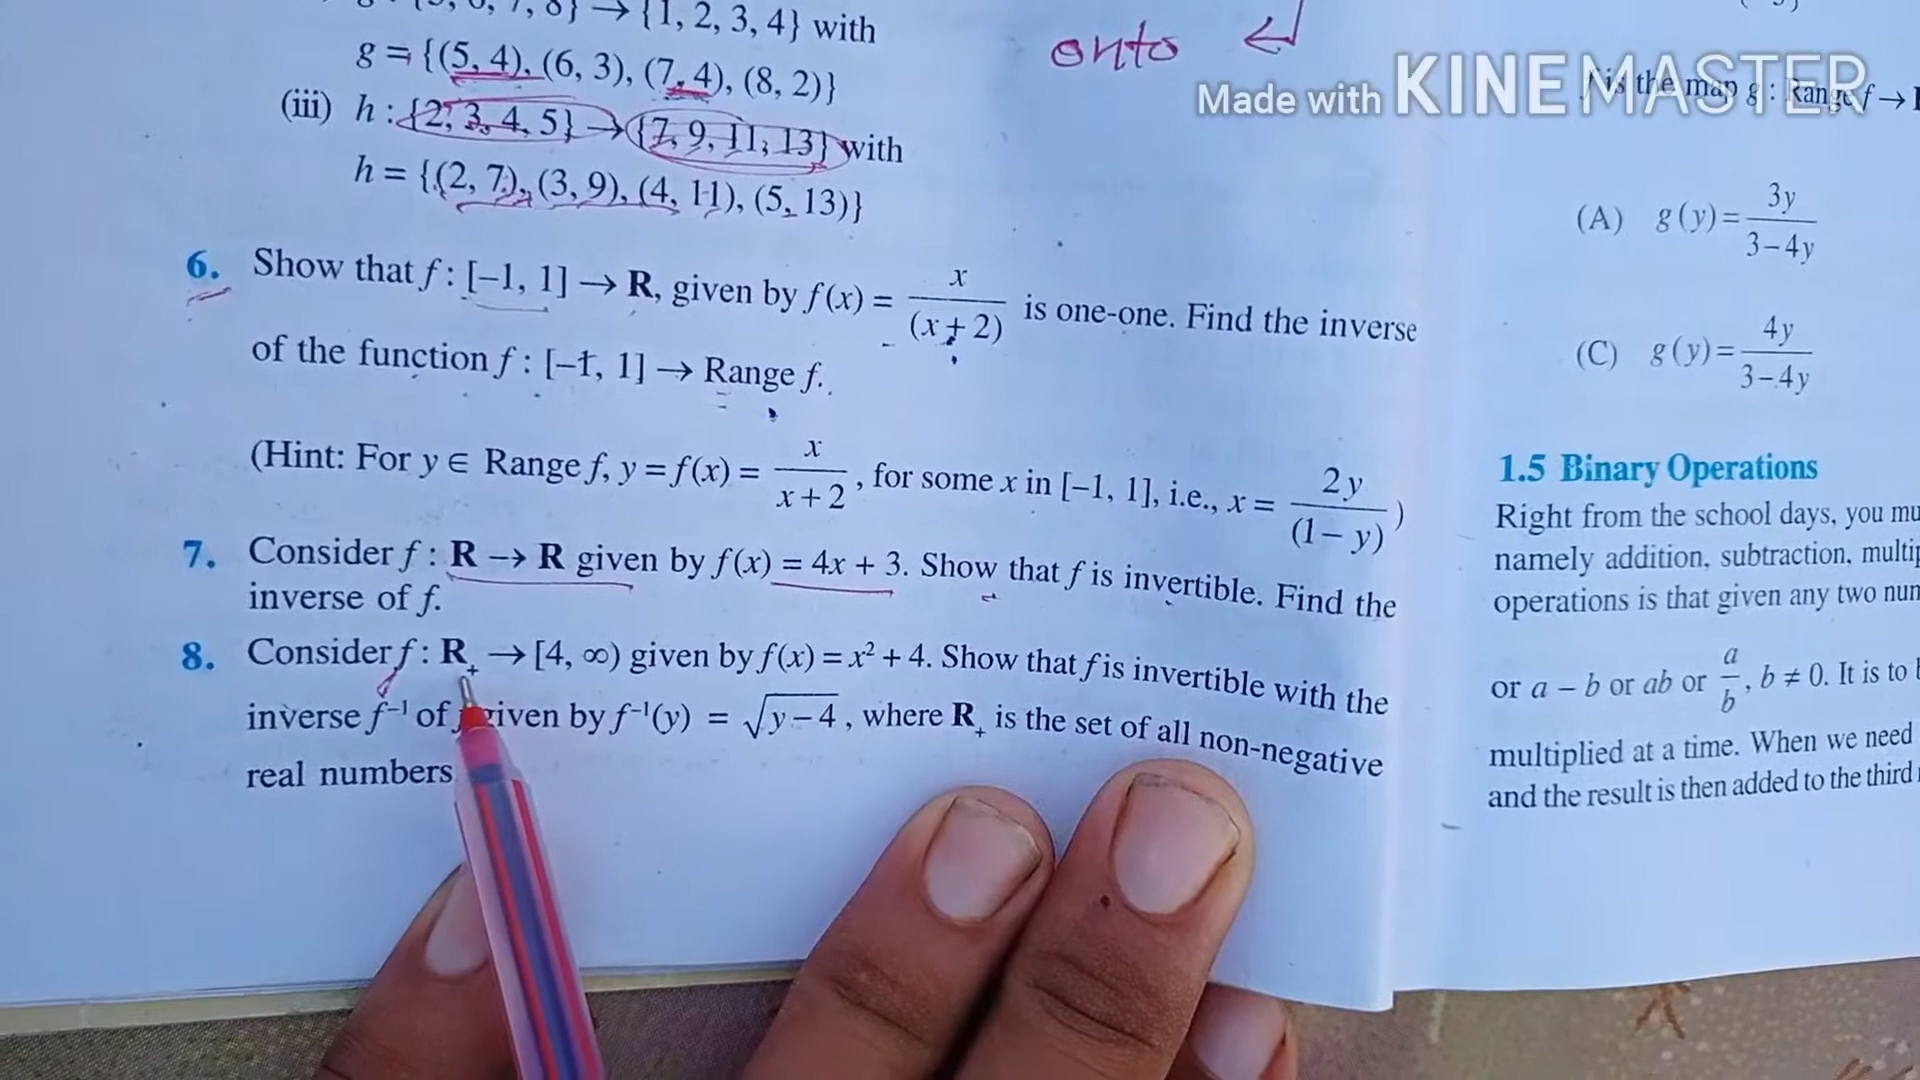 → {1, 2, 3, 4} with
g = {(5, 4), (6, 3), (7, 4), (8, 2)}
(iii) h : {2, 3, 4, 5} → {7, 9, 11, 13} with
h = {(2, 7), (3, 9), (4, 11), (5, 13)}
6. Show that f : [–1, 1] → R, given by f(x) = x/(x + 2) is one-one. Find the inverse
of the function f : [–1, 1] → Range f.
(Hint: For y ∈ Range f, y = f(x) = x/(x + 2), for some x in [–1, 1], i.e., x = 2y/(1 – y))
7. Consider f : R → R given by f(x) = 4x + 3. Show that f is invertible. Find the
inverse of f.
8. Consider f : R₊ → [4, ∞) given by f(x) = x² + 4. Show that f is invertible with the
inverse f⁻¹ of given by f⁻¹(y) = √(y – 4), where R₊ is the set of all non-negative
real numbers
onto
Made with KINEMASTER
is the map g : Range f →
(A) g(y) = 3y/(3 – 4y)
(C) g(y) = 4y/(3 – 4y)
1.5 Binary Operations
Right from the school days, you
namely addition, subtraction,
operations is that given any two
or a – b or ab or a/b, b ≠ 0. It is to
multiplied at a time. When we need
and the result is then added to the third